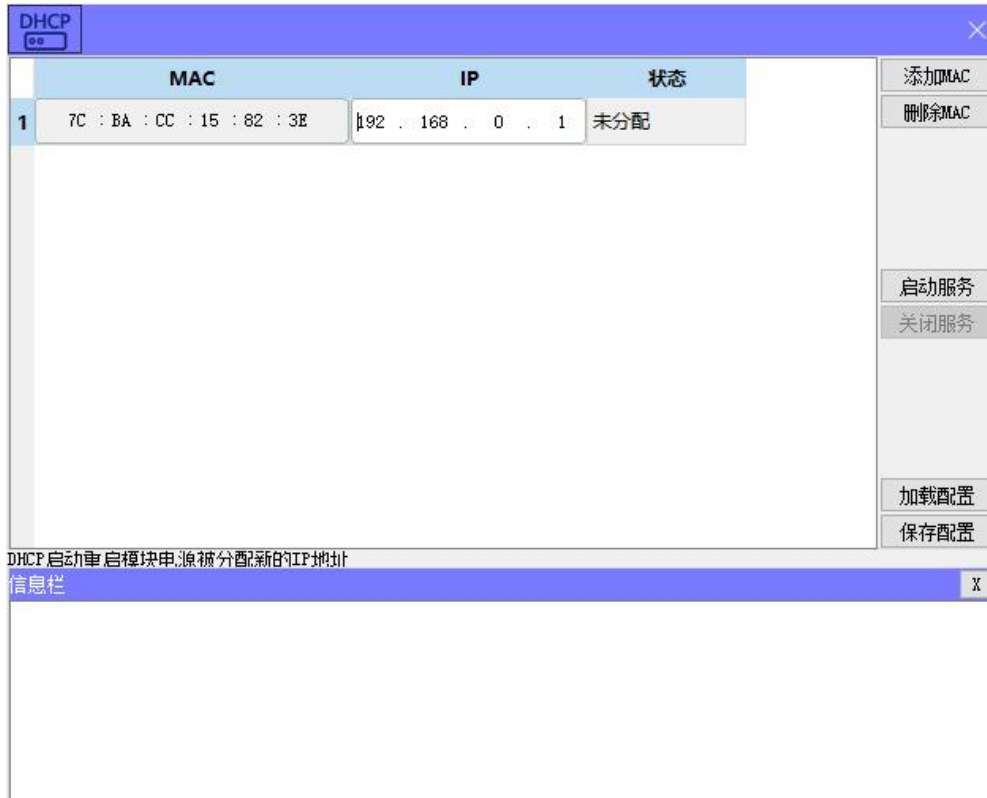 DHCP
MAC IP 状态 添加MAC
1 7C : BA : CC : 15 : 82 : 3E 192 . 168 . 0 . 1 未分配 删除MAC
启动服务
关闭服务
加载配置
保存配置
DHCP启动重启模块电源被分配新的IP地址
信息栏 X